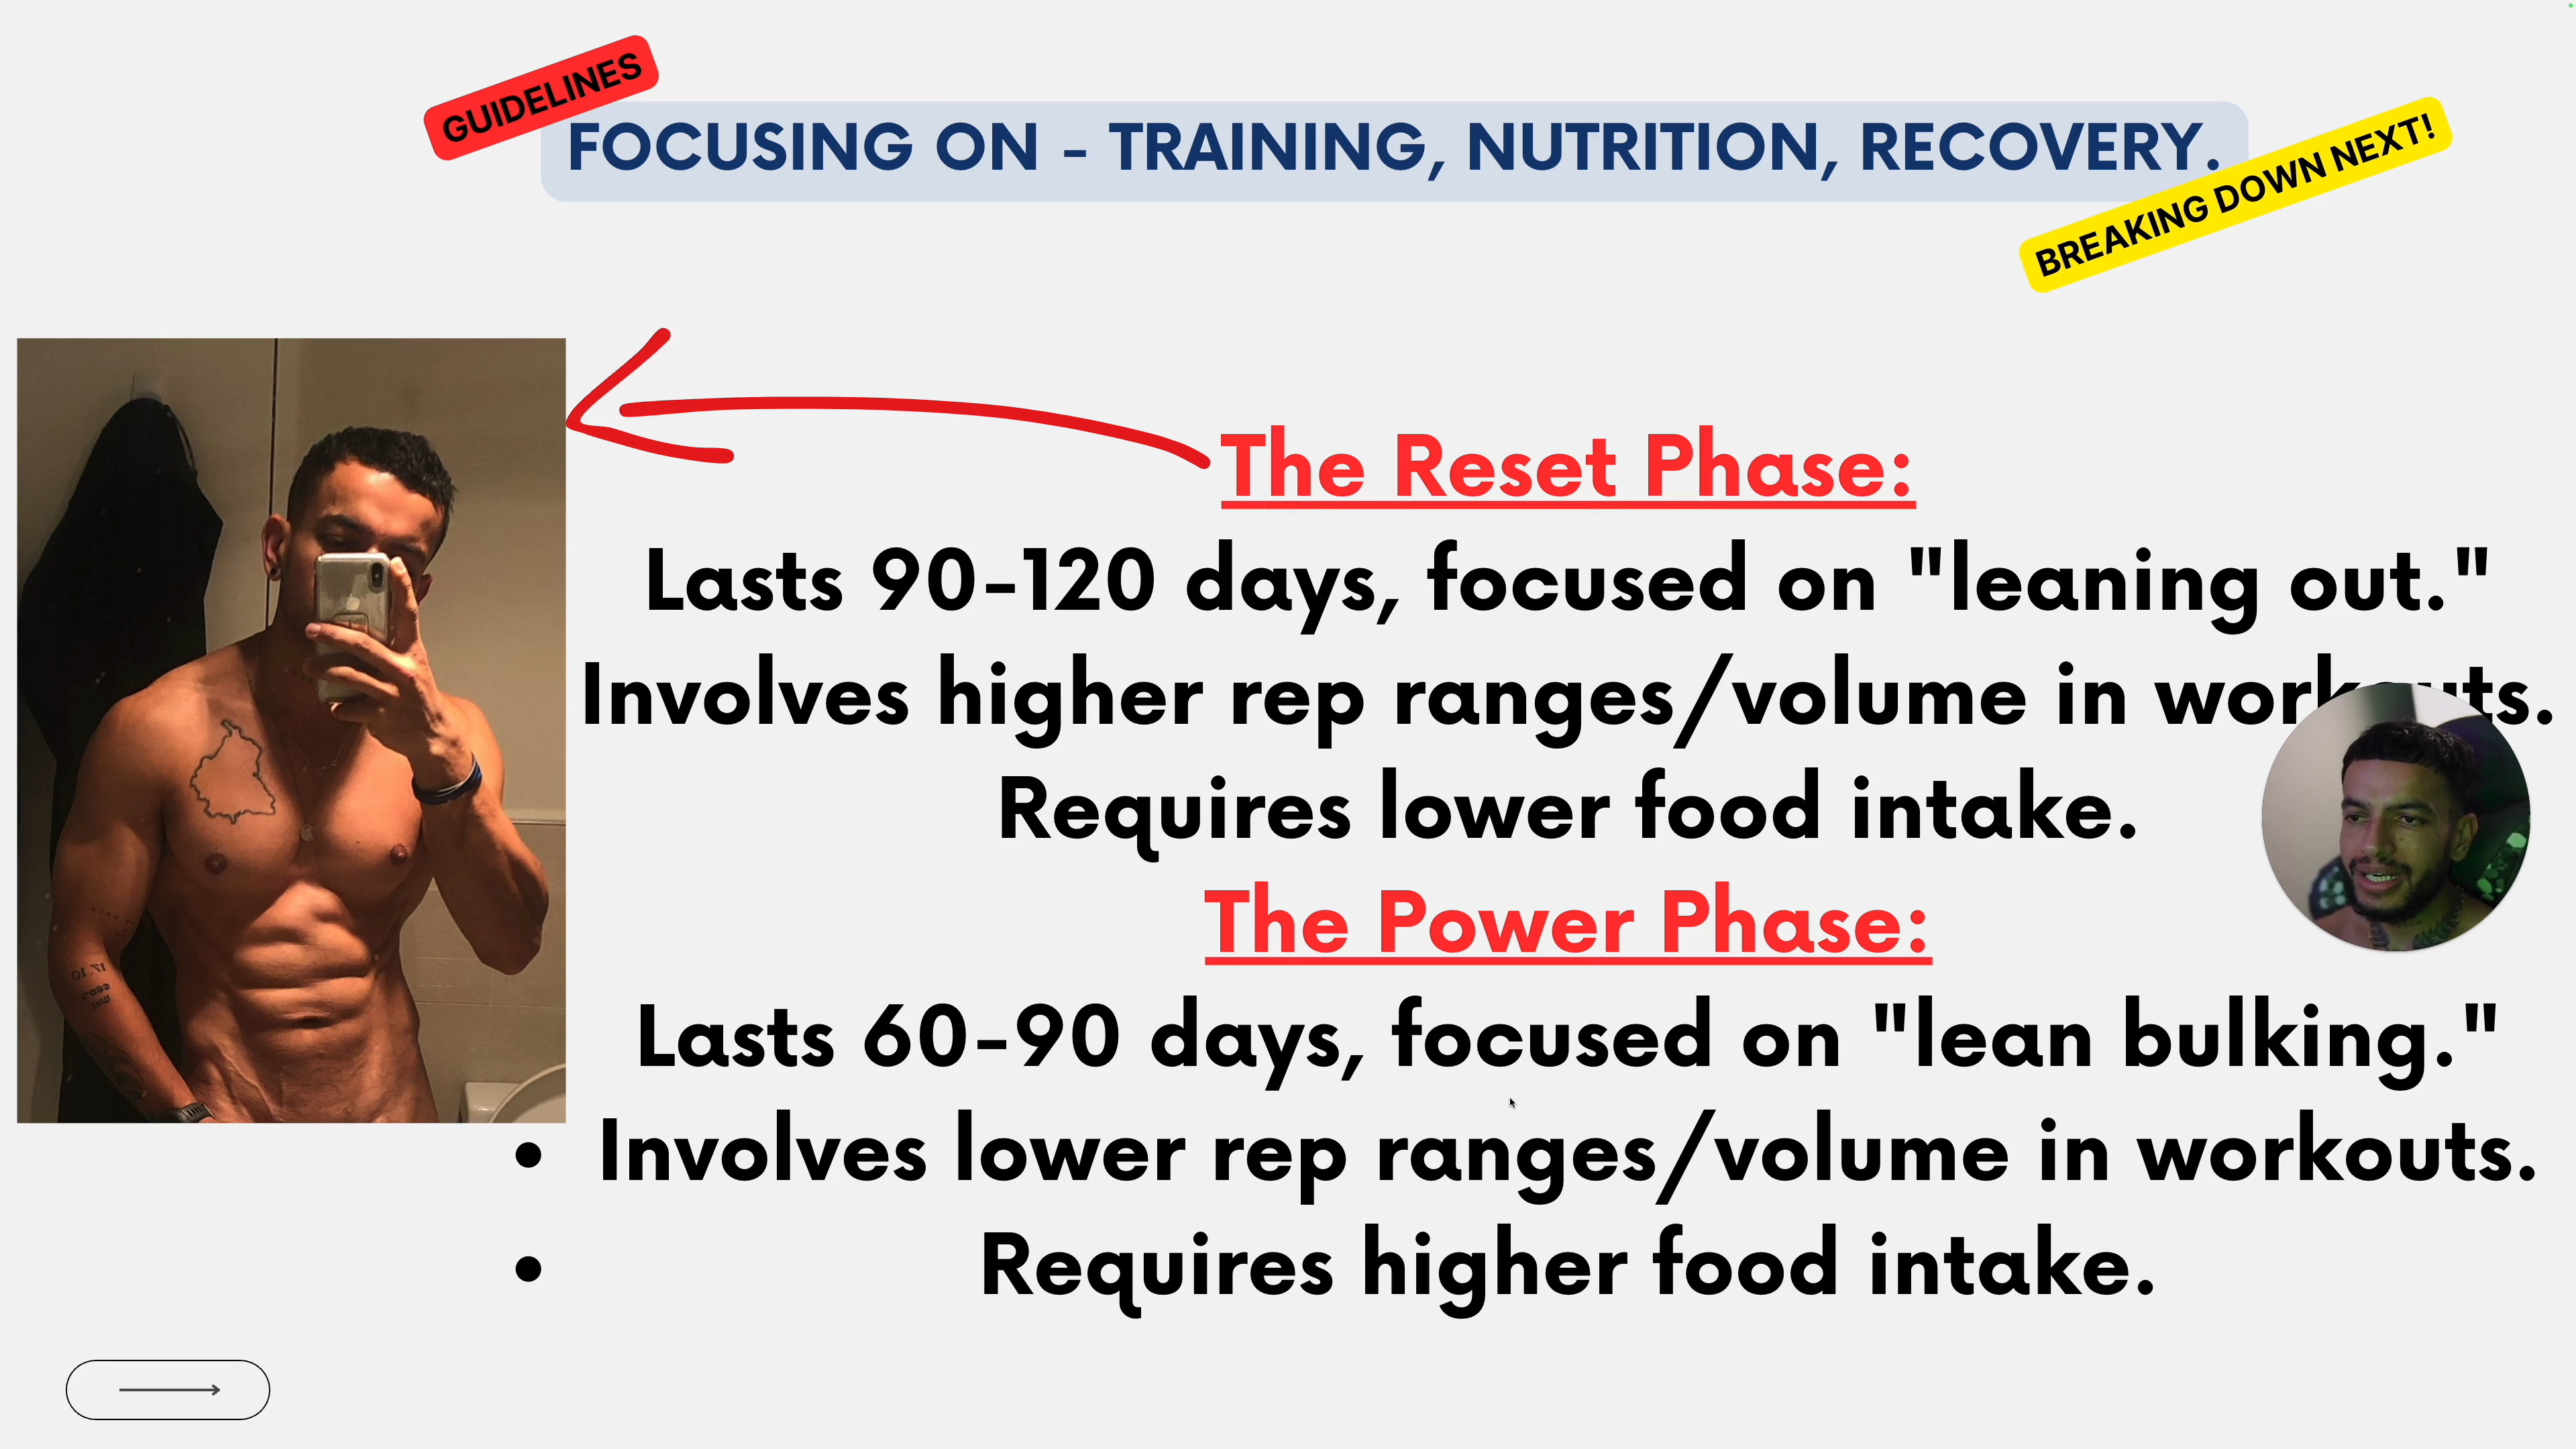 GUIDELINES
FOCUSING ON - TRAINING, NUTRITION, RECOVERY.
BREAKING DOWN NEXT!
The Reset Phase:
Lasts 90-120 days, focused on "leaning out."
Involves higher rep ranges/volume in workouts.
Requires lower food intake.
The Power Phase:
Lasts 60-90 days, focused on "lean bulking."
• Involves lower rep ranges/volume in workouts.
• Requires higher food intake.